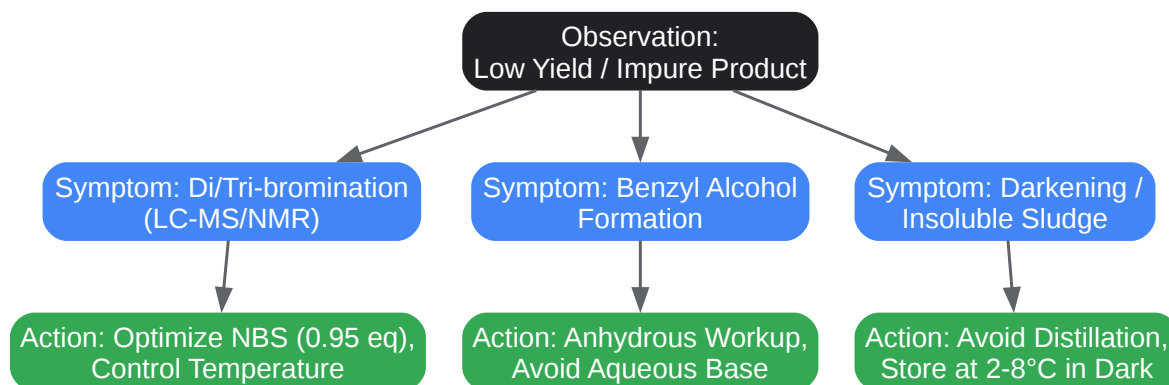 Observation:
Low Yield / Impure Product
Symptom: Di/Tri-bromination
(LC-MS/NMR)
Symptom: Benzyl Alcohol
Formation
Symptom: Darkening /
Insoluble Sludge
Action: Optimize NBS (0.95 eq),
Control Temperature
Action: Anhydrous Workup,
Avoid Aqueous Base
Action: Avoid Distillation,
Store at 2-8°C in Dark